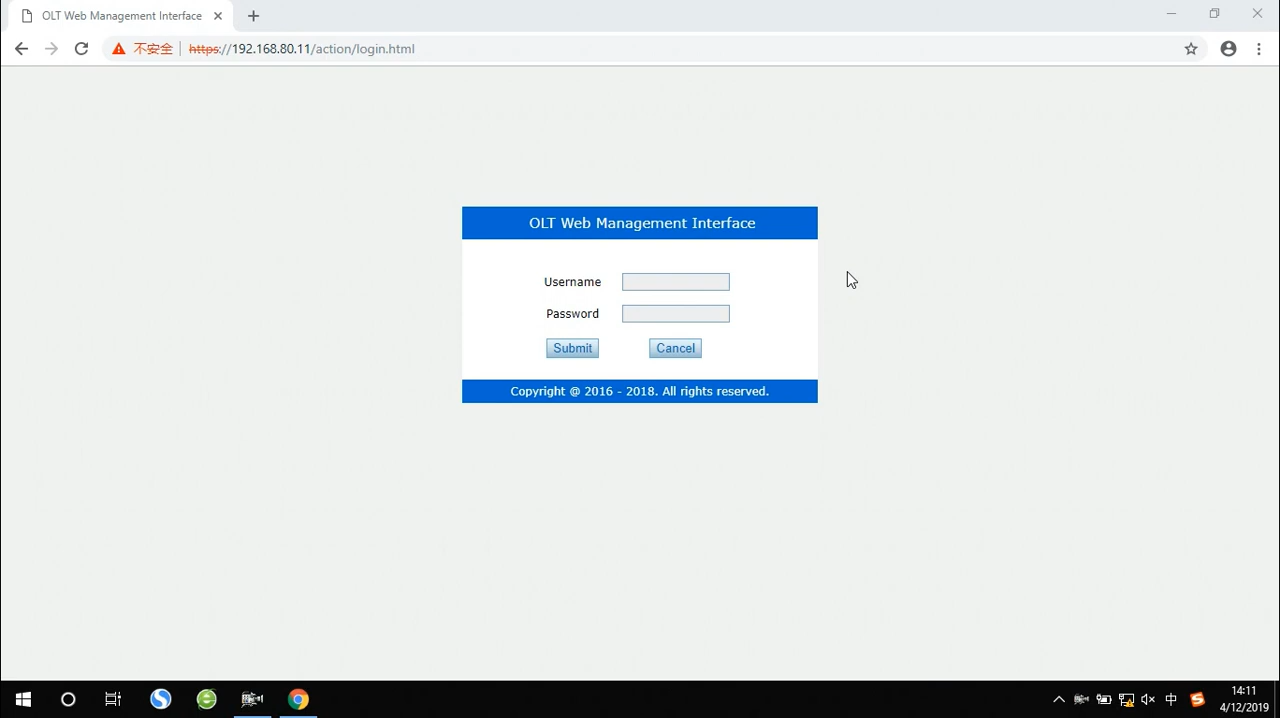 OLT Web Management Interface
不安全 https://192.168.80.11/action/login.html
OLT Web Management Interface
Username
Password
Submit Cancel
Copyright @ 2016 - 2018. All rights reserved.
中
14:11
4/12/2019